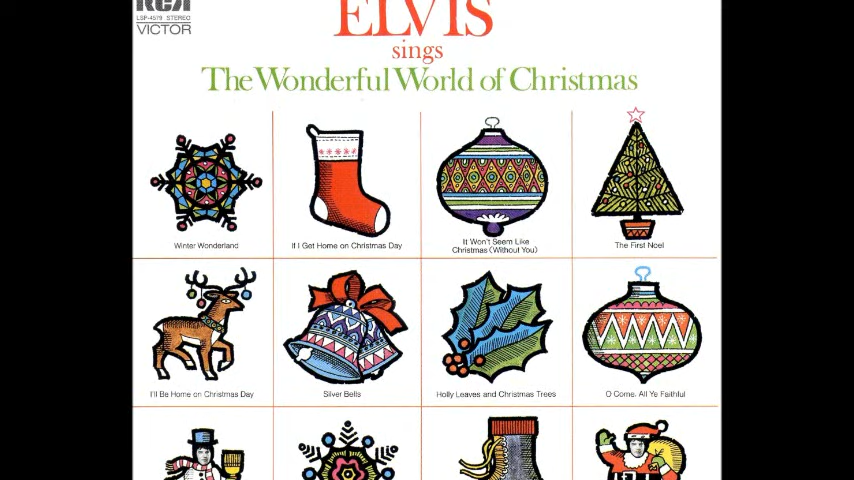 RCA
LSP-4579 STEREO
VICTOR
ELVIS
sings
The Wonderful World of Christmas
Winter Wonderland
If I Get Home on Christmas Day
It Won't Seem Like
Christmas (Without You)
The First Noel
I'll Be Home on Christmas Day
Silver Bells
Holly Leaves and Christmas Trees
O Come, All Ye Faithful